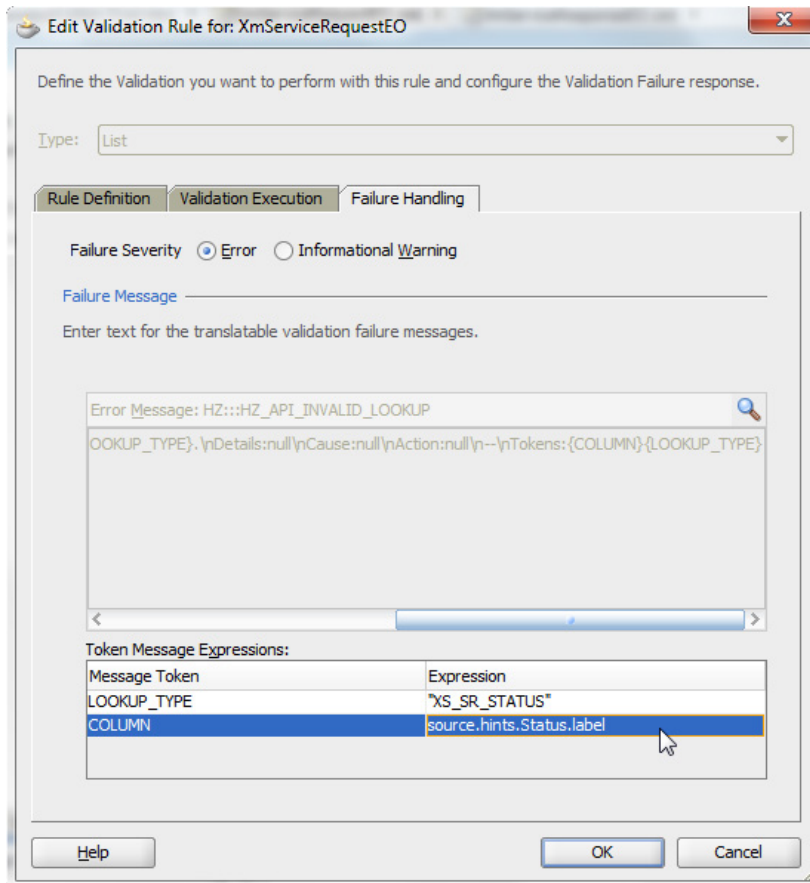 Edit Validation Rule for: XmServiceRequestEO
Define the Validation you want to perform with this rule and configure the Validation Failure response.
Type: List
Rule Definition Validation Execution Failure Handling
Failure Severity Error Informational Warning
Failure Message
Enter text for the translatable validation failure messages.
Error Message: HZ:::HZ_API_INVALID_LOOKUP
OOKUP_TYPE}.\nDetails:null\nCause:null\nAction:null\n--\nTokens:{COLUMN}{LOOKUP_TYPE}
Token Message Expressions:
Message Token Expression
LOOKUP_TYPE "XS_SR_STATUS"
COLUMN source.hints.Status.label
Help OK Cancel